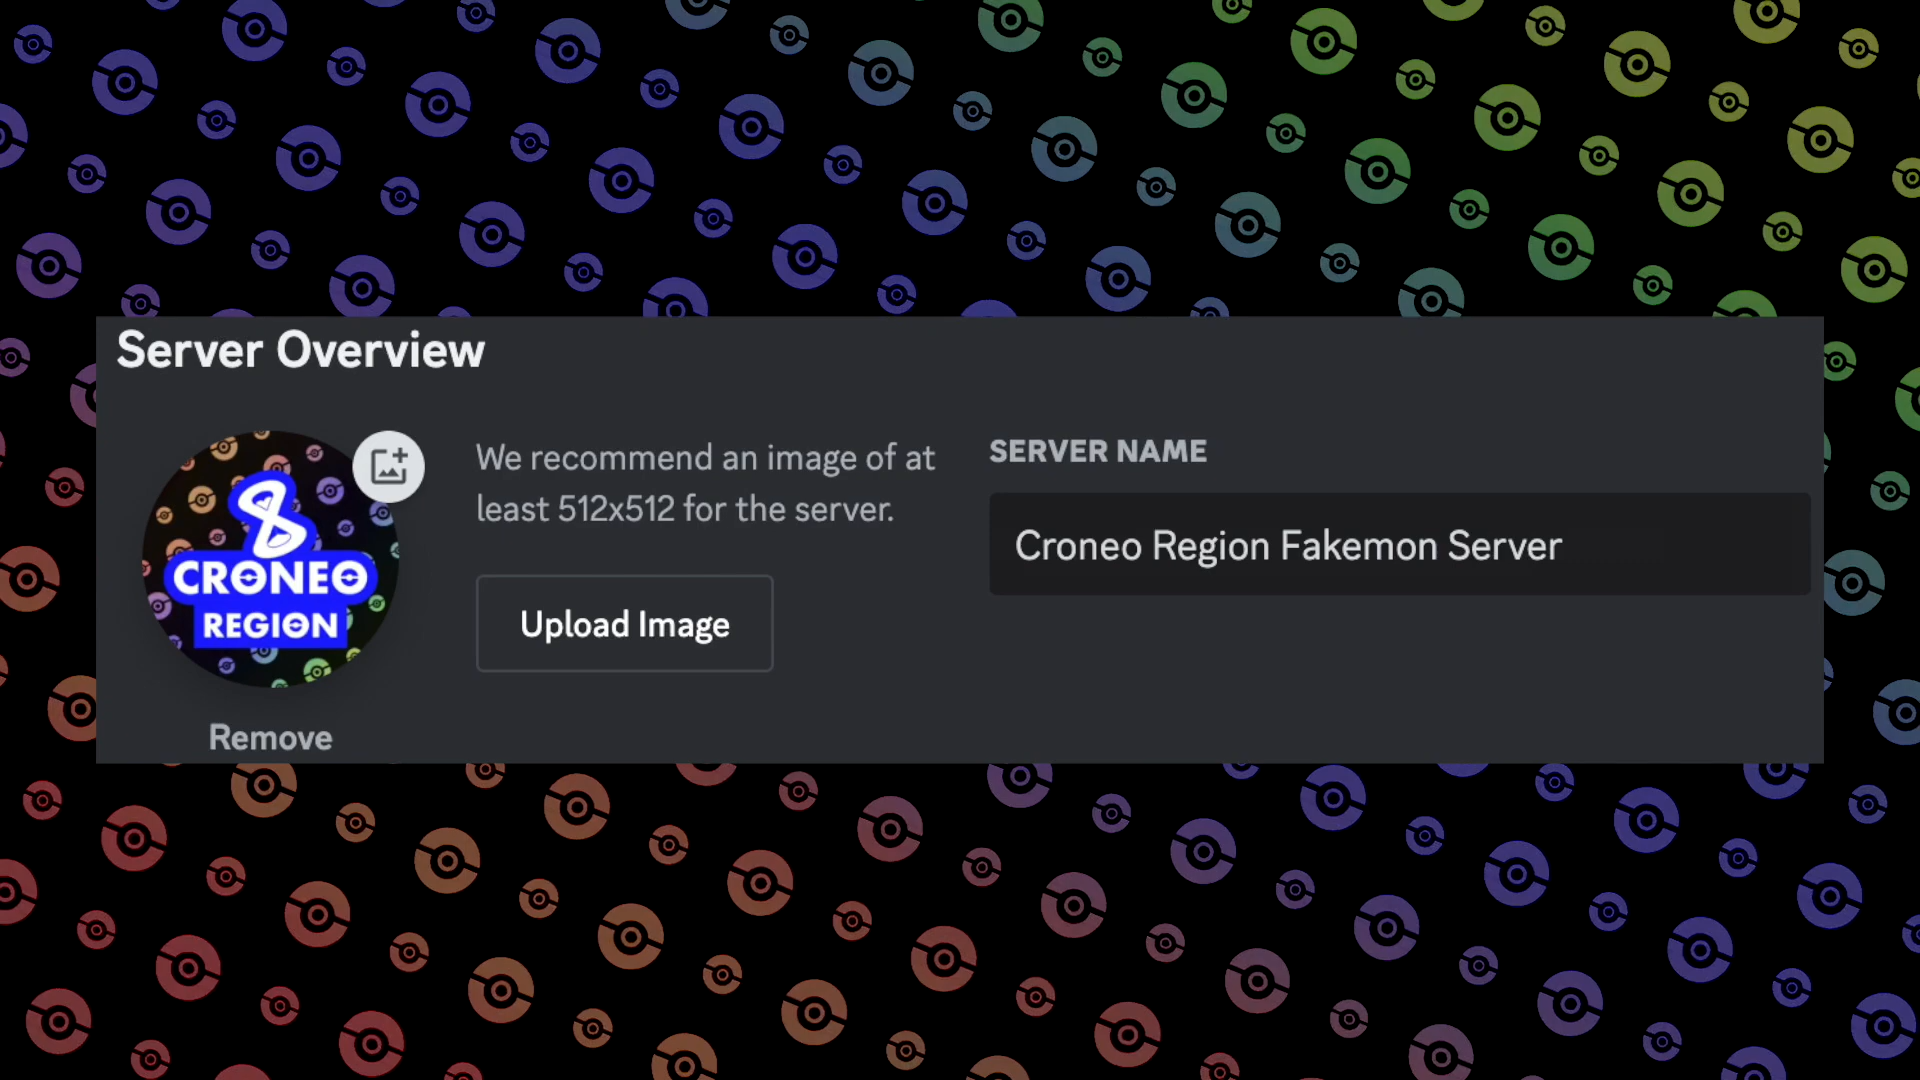 Server Overview
8
CRONEO
REGION
Remove
We recommend an image of at
least 512x512 for the server.
Upload Image
SERVER NAME
Croneo Region Fakemon Server